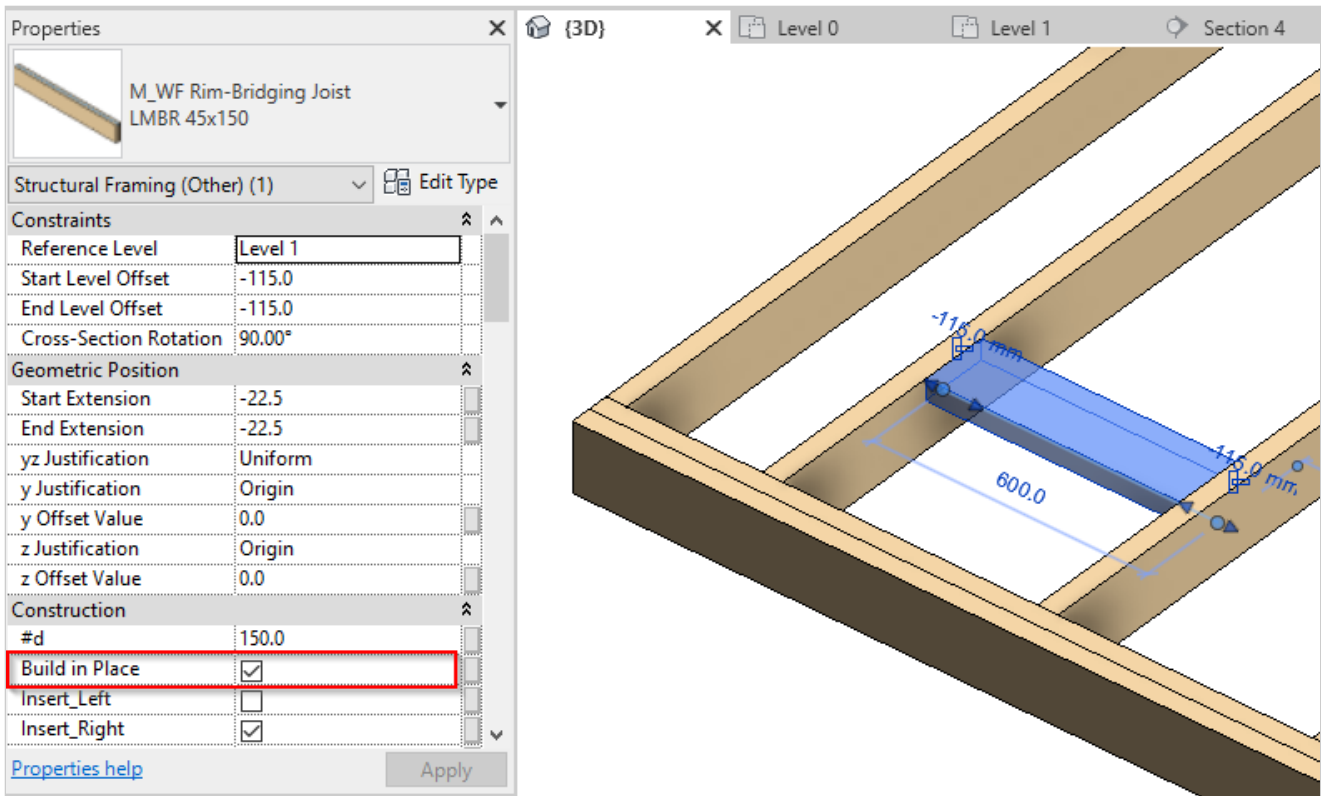 Properties
M_WF Rim-Bridging Joist
LMBR 45x150
Structural Framing (Other) (1)
Edit Type
Constraints
Reference Level Level 1
Start Level Offset -115.0
End Level Offset -115.0
Cross-Section Rotation 90.00°
Geometric Position
Start Extension -22.5
End Extension -22.5
yz Justification Uniform
y Justification Origin
y Offset Value 0.0
z Justification Origin
z Offset Value 0.0
Construction
#d 150.0
Build in Place
Insert_Left
Insert_Right
Properties help
Apply
{3D}
Level 0
Level 1
Section 4
-115.0 mm
-115.0 mm
600.0